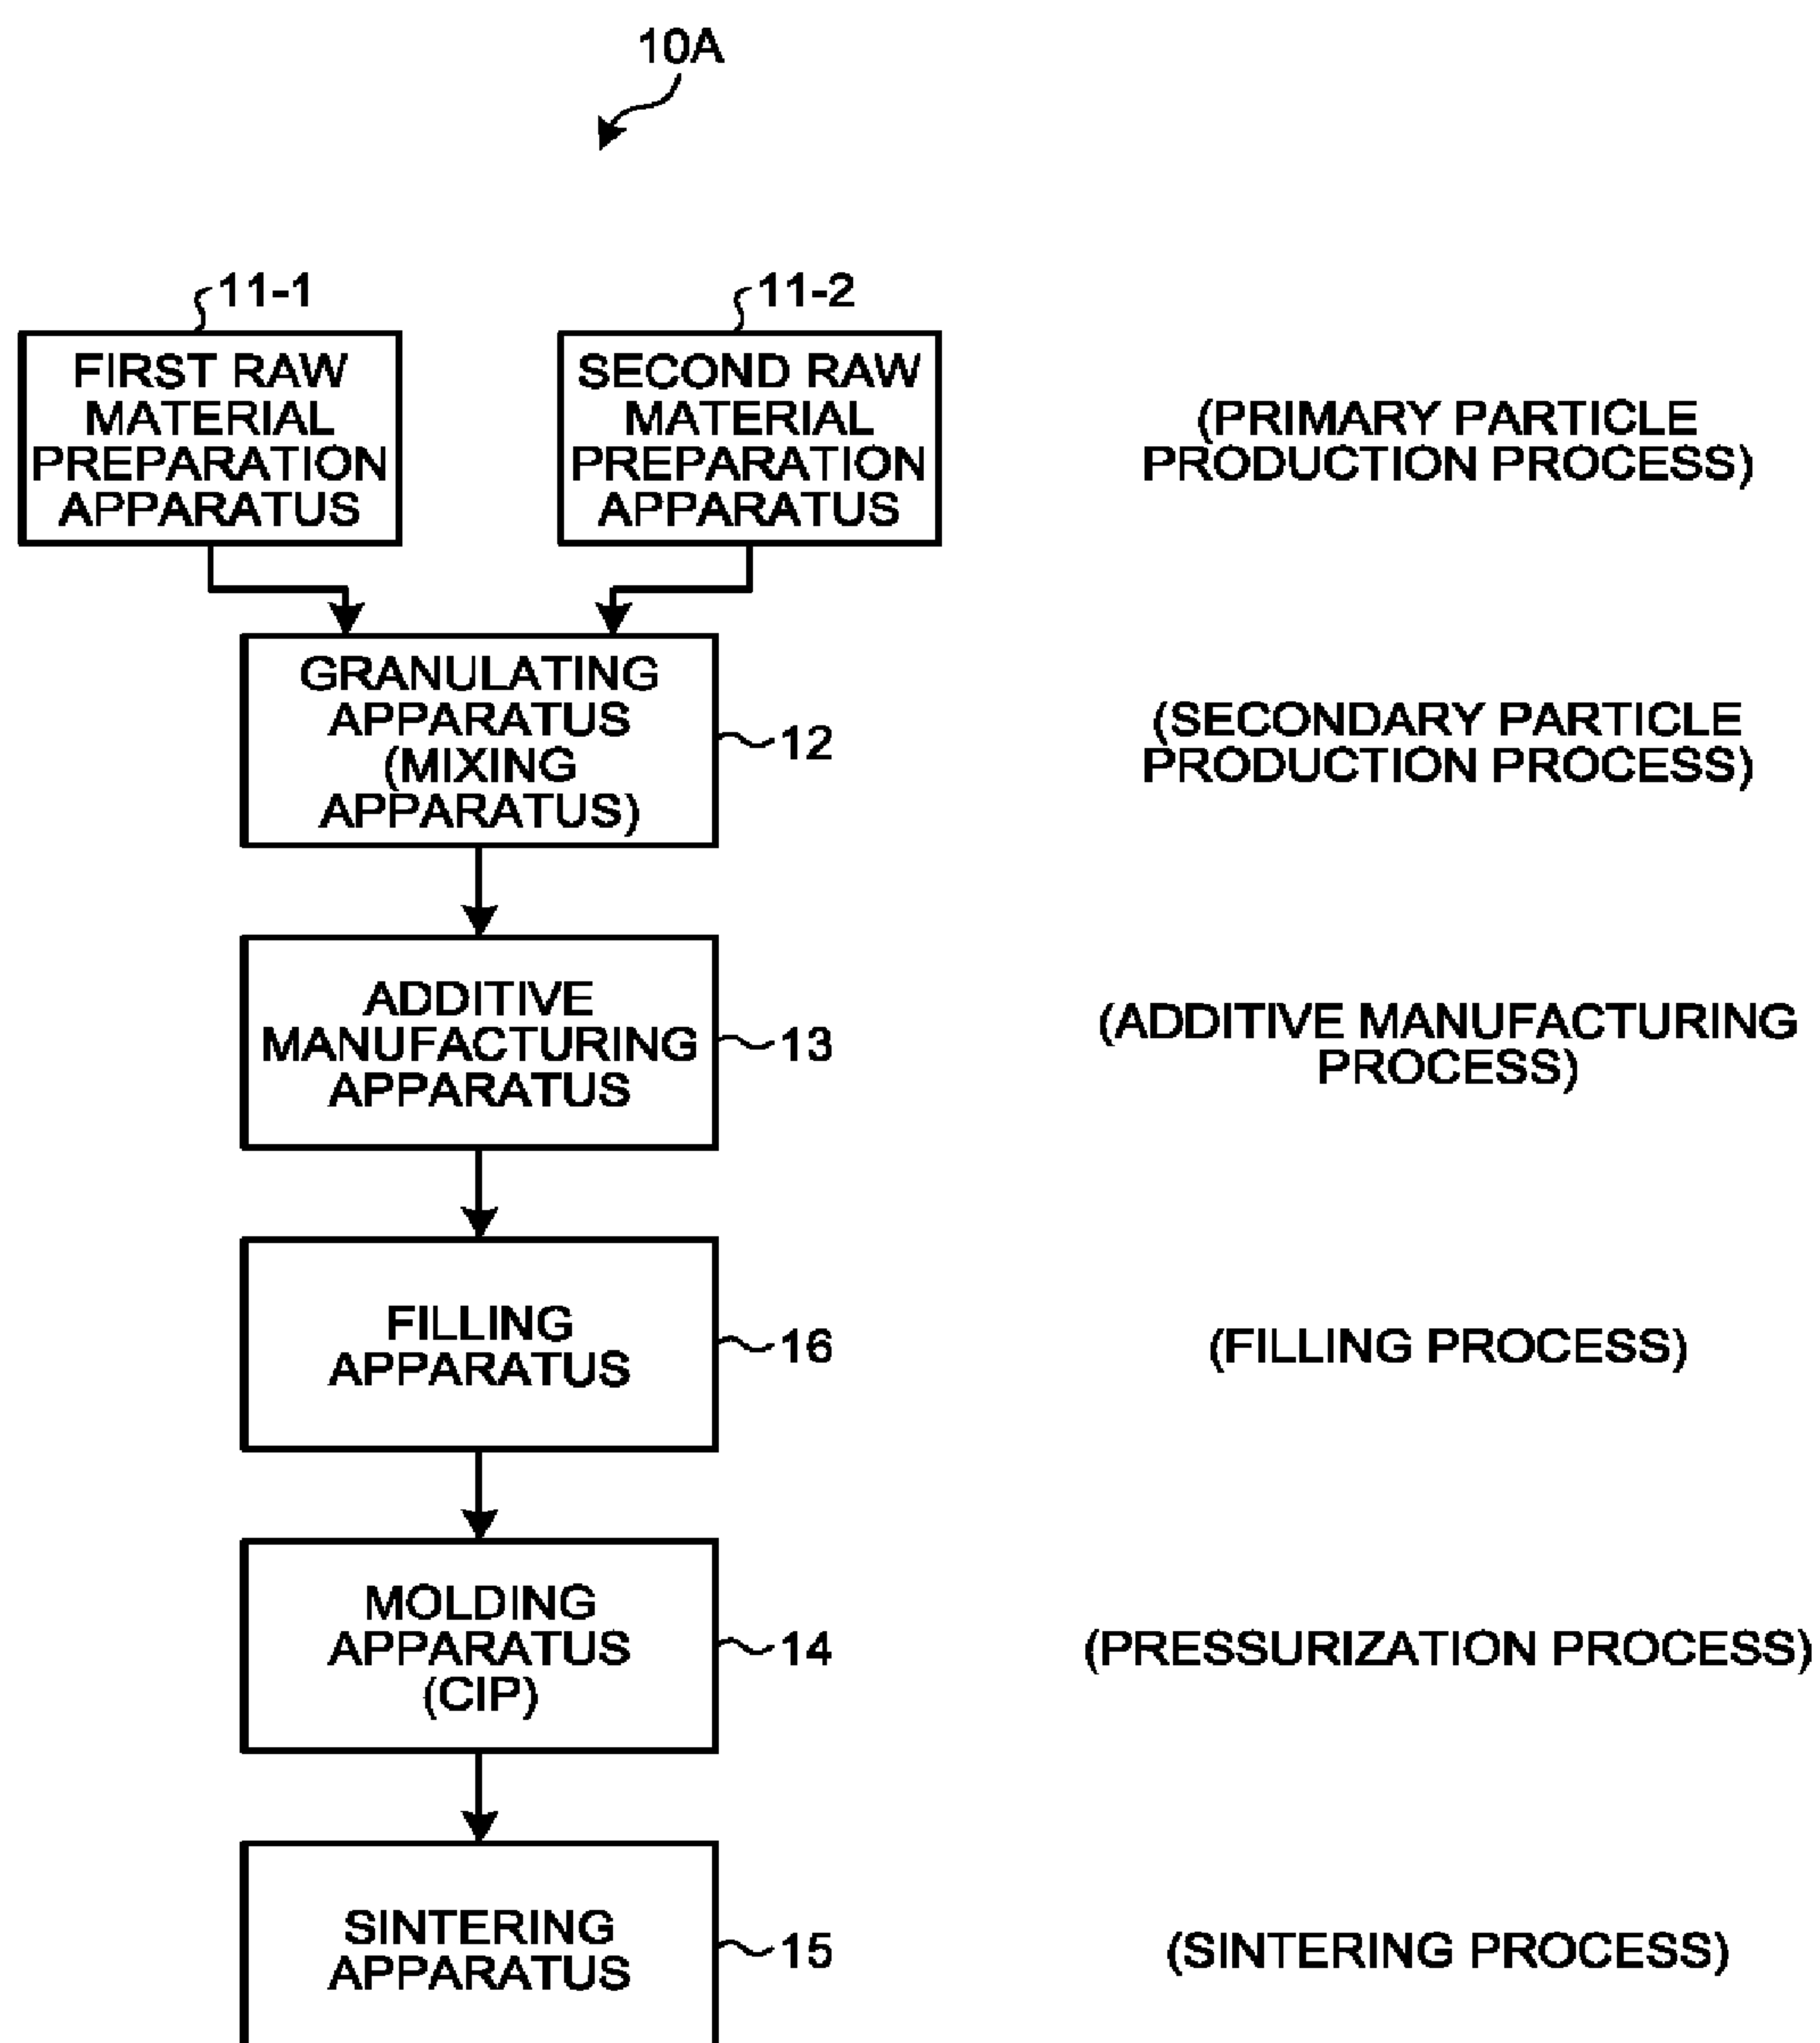 10A
11-1
FIRST RAW
MATERIAL
PREPARATION
APPARATUS
11-2
SECOND RAW
MATERIAL
PREPARATION
APPARATUS
(PRIMARY PARTICLE
PRODUCTION PROCESS)
GRANULATING
APPARATUS
(MIXING
APPARATUS)
12
(SECONDARY PARTICLE
PRODUCTION PROCESS)
ADDITIVE
MANUFACTURING
APPARATUS
13
(ADDITIVE MANUFACTURING
PROCESS)
FILLING
APPARATUS
16
(FILLING PROCESS)
MOLDING
APPARATUS
(CIP)
14
(PRESSURIZATION PROCESS)
SINTERING
APPARATUS
15
(SINTERING PROCESS)